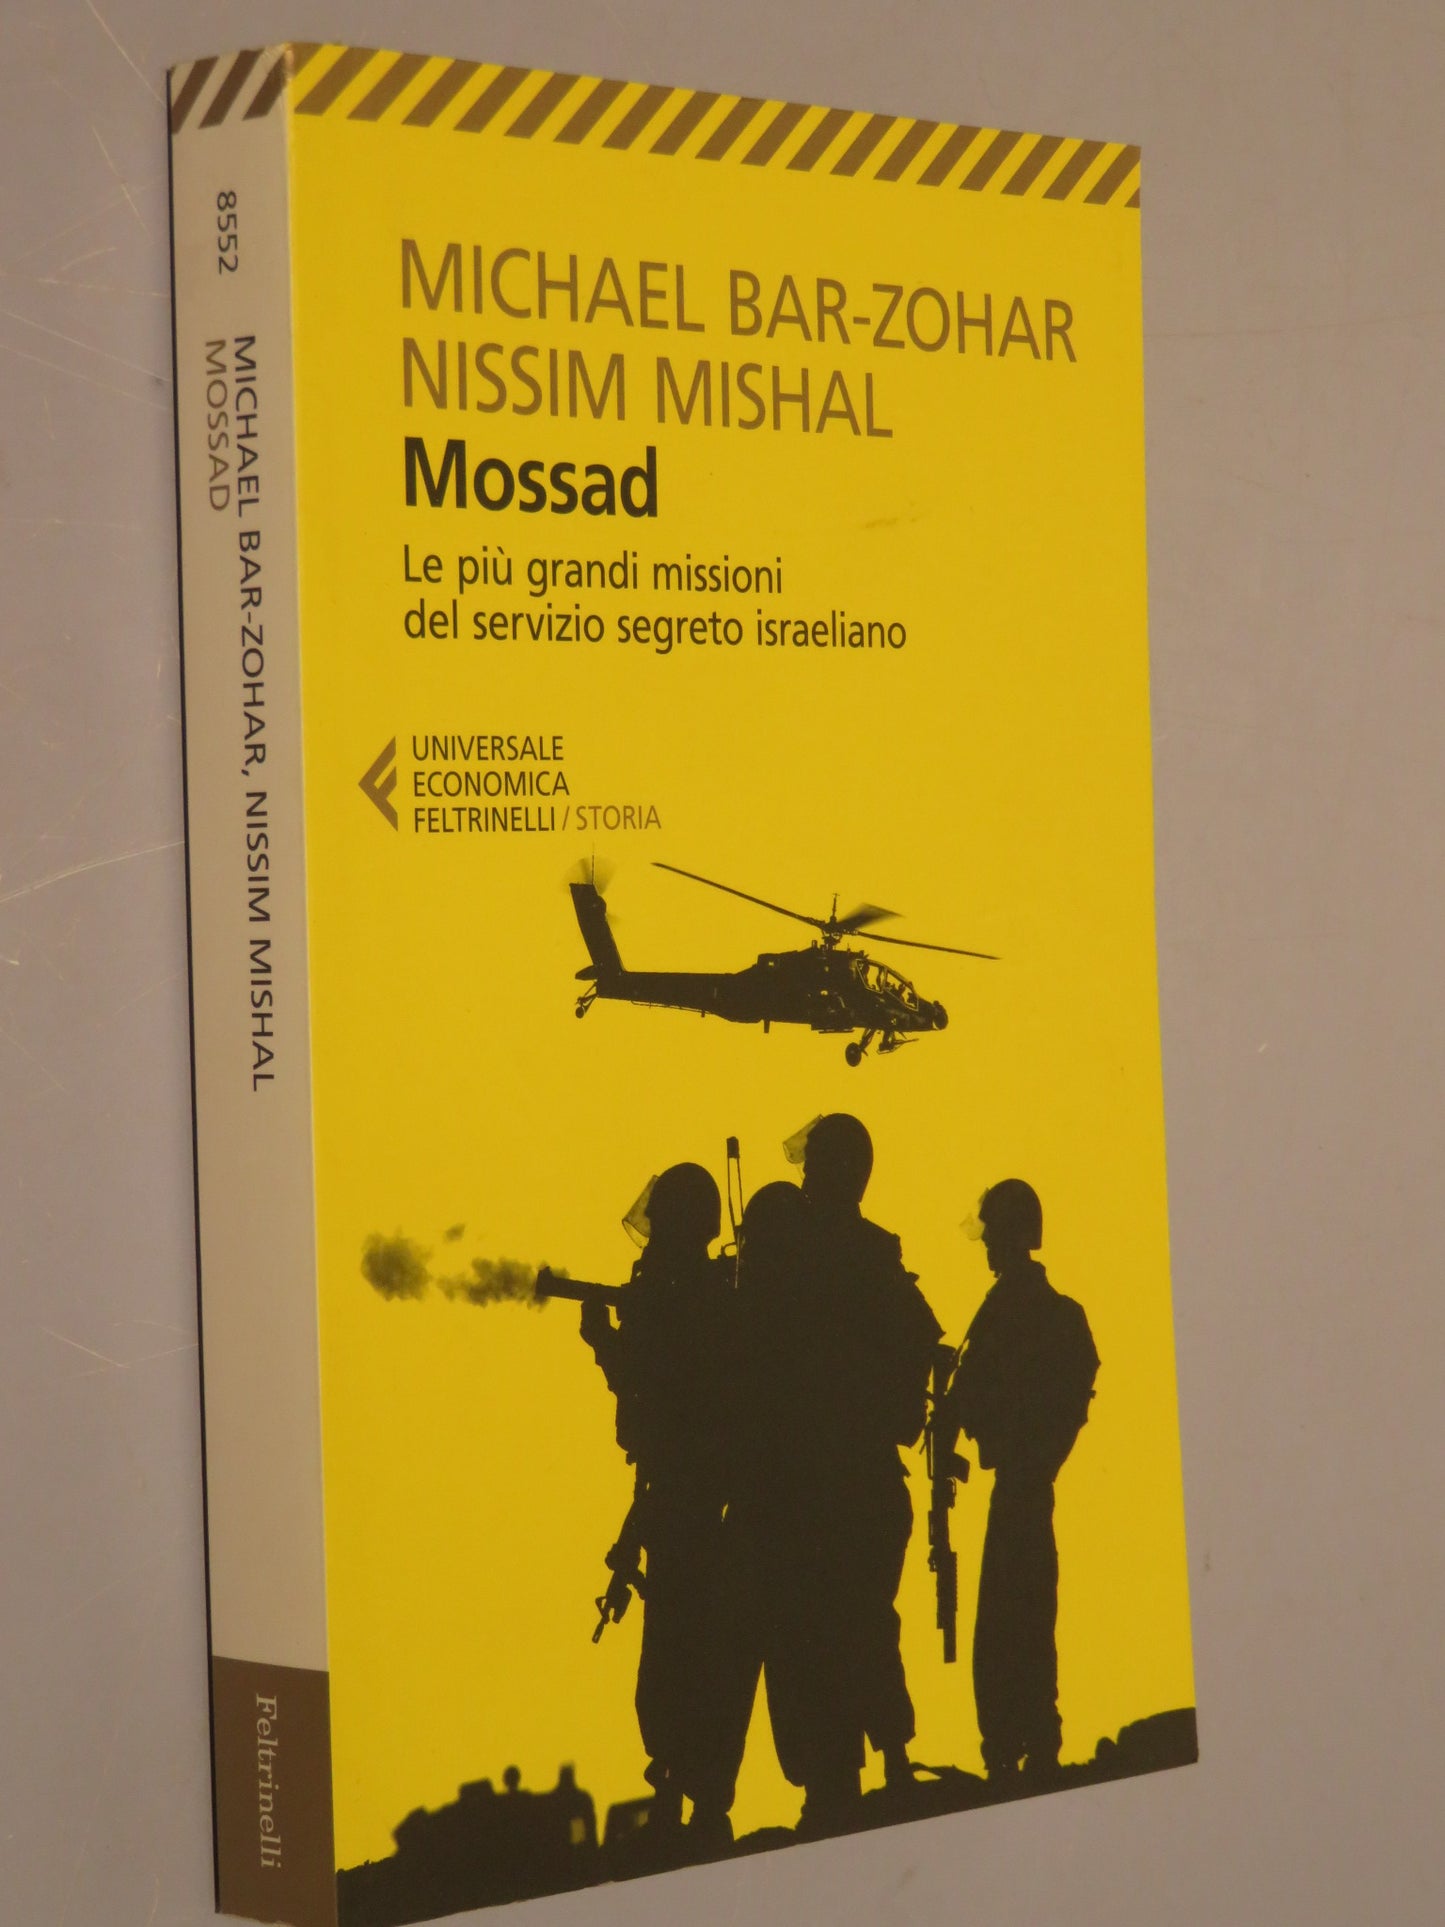 MICHAEL BAR-ZOHAR
NISSIM MISHAL
Mossad
Le più grandi missioni
del servizio segreto israeliano
UNIVERSALE
ECONOMICA
FELTRINELLI / STORIA
8552
MICHAEL BAR-ZOHAR, NISSIM MISHAL
MOSSAD
Feltrinelli